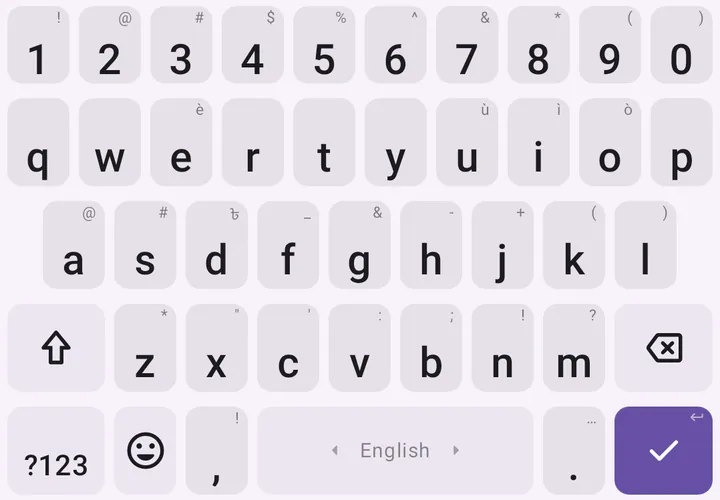 ! @ # $ % ^ & * ( )
1 2 3 4 5 6 7 8 9 0
è ù ì ò
q w e r t y u i o p
@ # ъ _ & - + ( )
a s d f g h j k l
* " ' : ; ! ?
z x c v b n m
! ...
?123 , English .